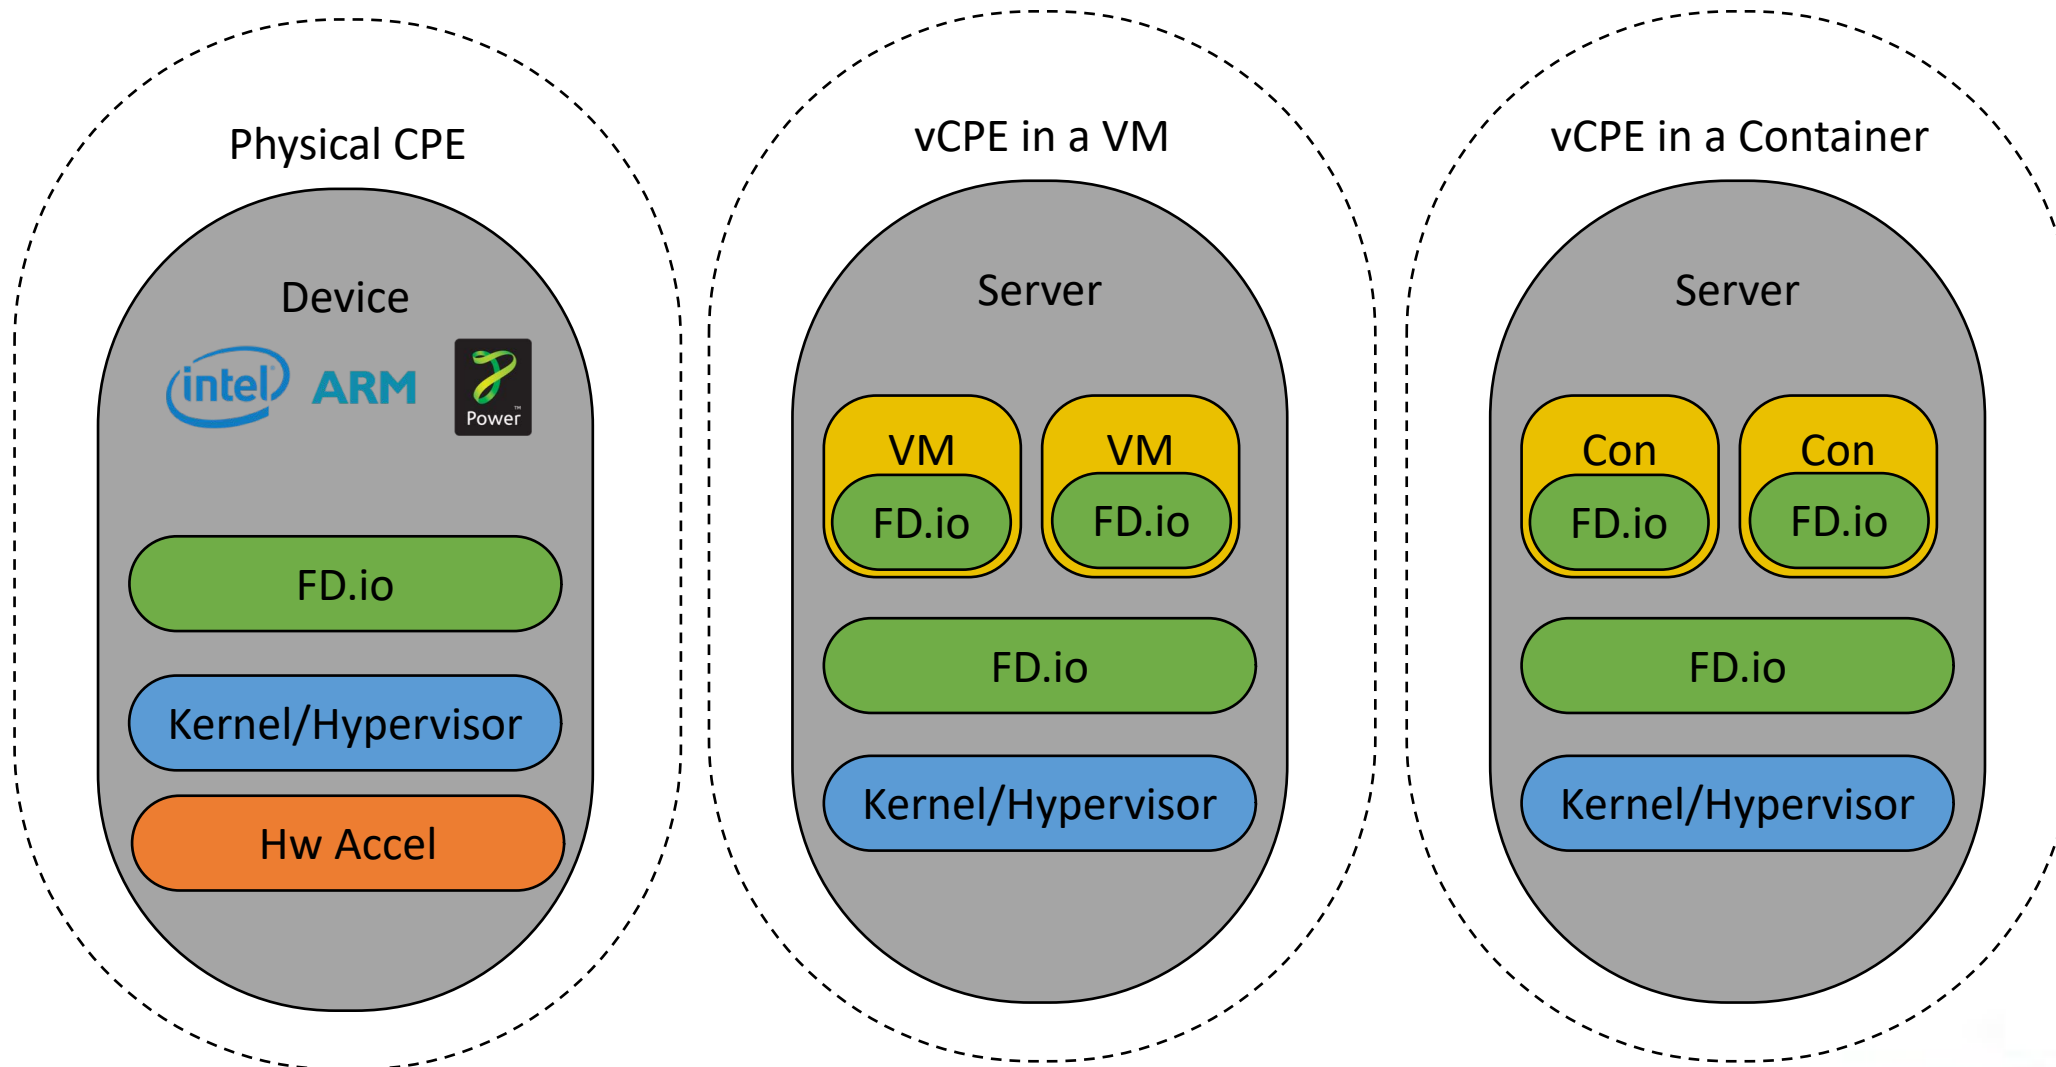 Physical CPE
Device
intel
ARM
Power™
FD.io
Kernel/Hypervisor
Hw Accel
vCPE in a VM
Server
VM
FD.io
VM
FD.io
FD.io
Kernel/Hypervisor
vCPE in a Container
Server
Con
FD.io
Con
FD.io
FD.io
Kernel/Hypervisor